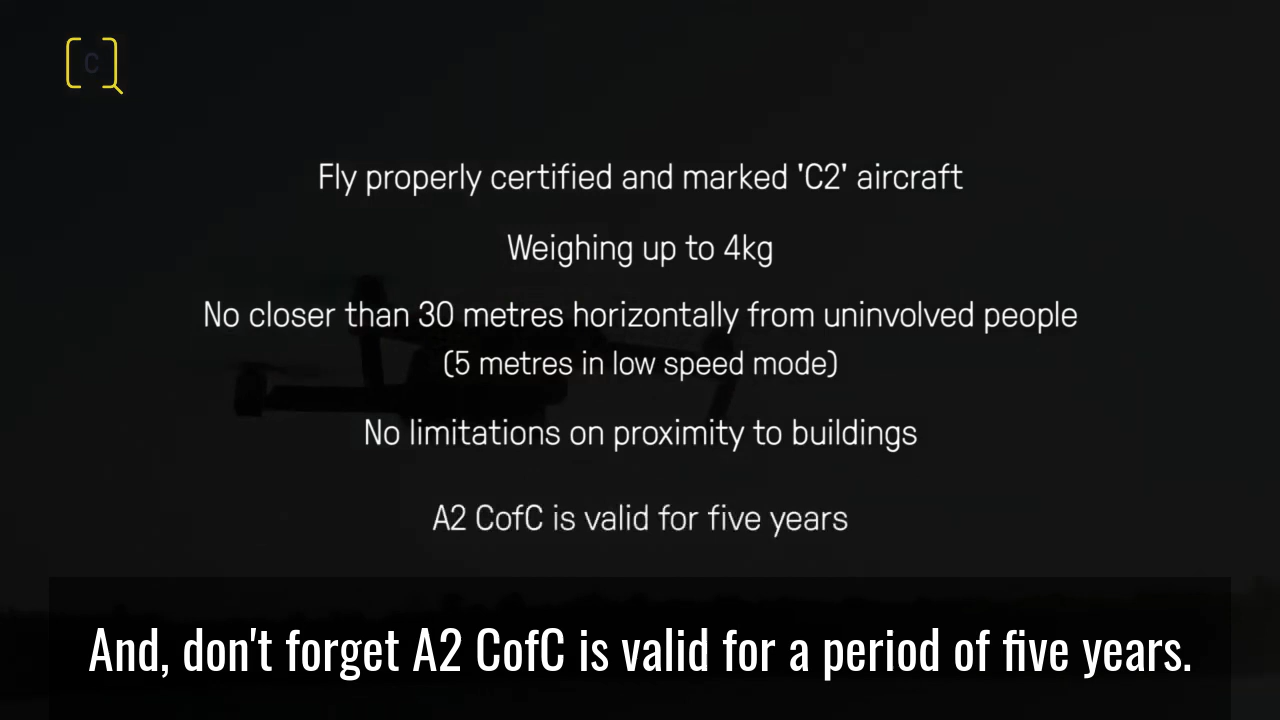 C
Fly properly certified and marked 'C2' aircraft
Weighing up to 4kg
No closer than 30 metres horizontally from uninvolved people
(5 metres in low speed mode)
No limitations on proximity to buildings
A2 CofC is valid for five years
And, don't forget A2 CofC is valid for a period of five years.